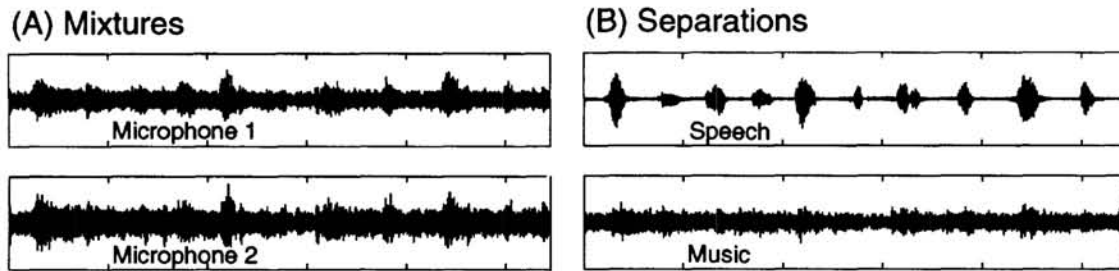 (A) Mixtures
Microphone 1
Microphone 2
(B) Separations
Speech
Music